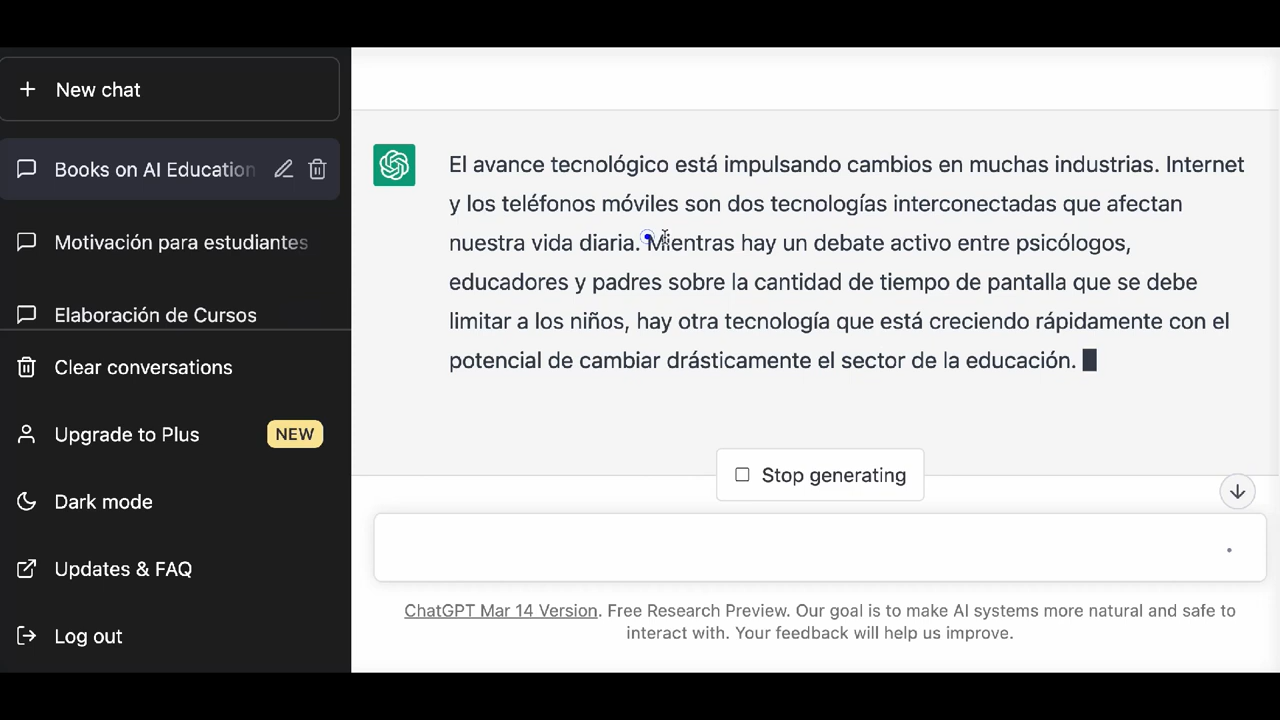 New chat
Books on AI Education
Motivación para estudiantes
Elaboración de Cursos
Clear conversations
Upgrade to Plus NEW
Dark mode
Updates & FAQ
Log out
El avance tecnológico está impulsando cambios en muchas industrias. Internet
y los teléfonos móviles son dos tecnologías interconectadas que afectan
nuestra vida diaria. Mientras hay un debate activo entre psicólogos,
educadores y padres sobre la cantidad de tiempo de pantalla que se debe
limitar a los niños, hay otra tecnología que está creciendo rápidamente con el
potencial de cambiar drásticamente el sector de la educación.
Stop generating
ChatGPT Mar 14 Version. Free Research Preview. Our goal is to make AI systems more natural and safe to
interact with. Your feedback will help us improve.